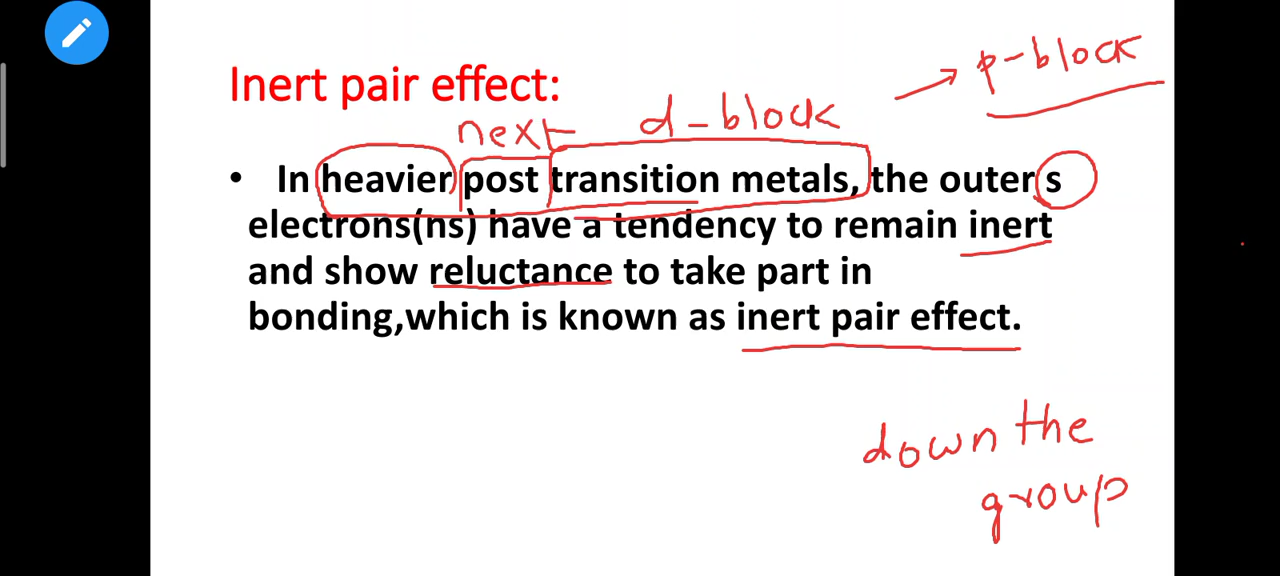 p-block
Inert pair effect:
next d-block
• In heavier post transition metals, the outer s
electrons(ns) have a tendency to remain inert
and show reluctance to take part in
bonding,which is known as inert pair effect.
down the
group